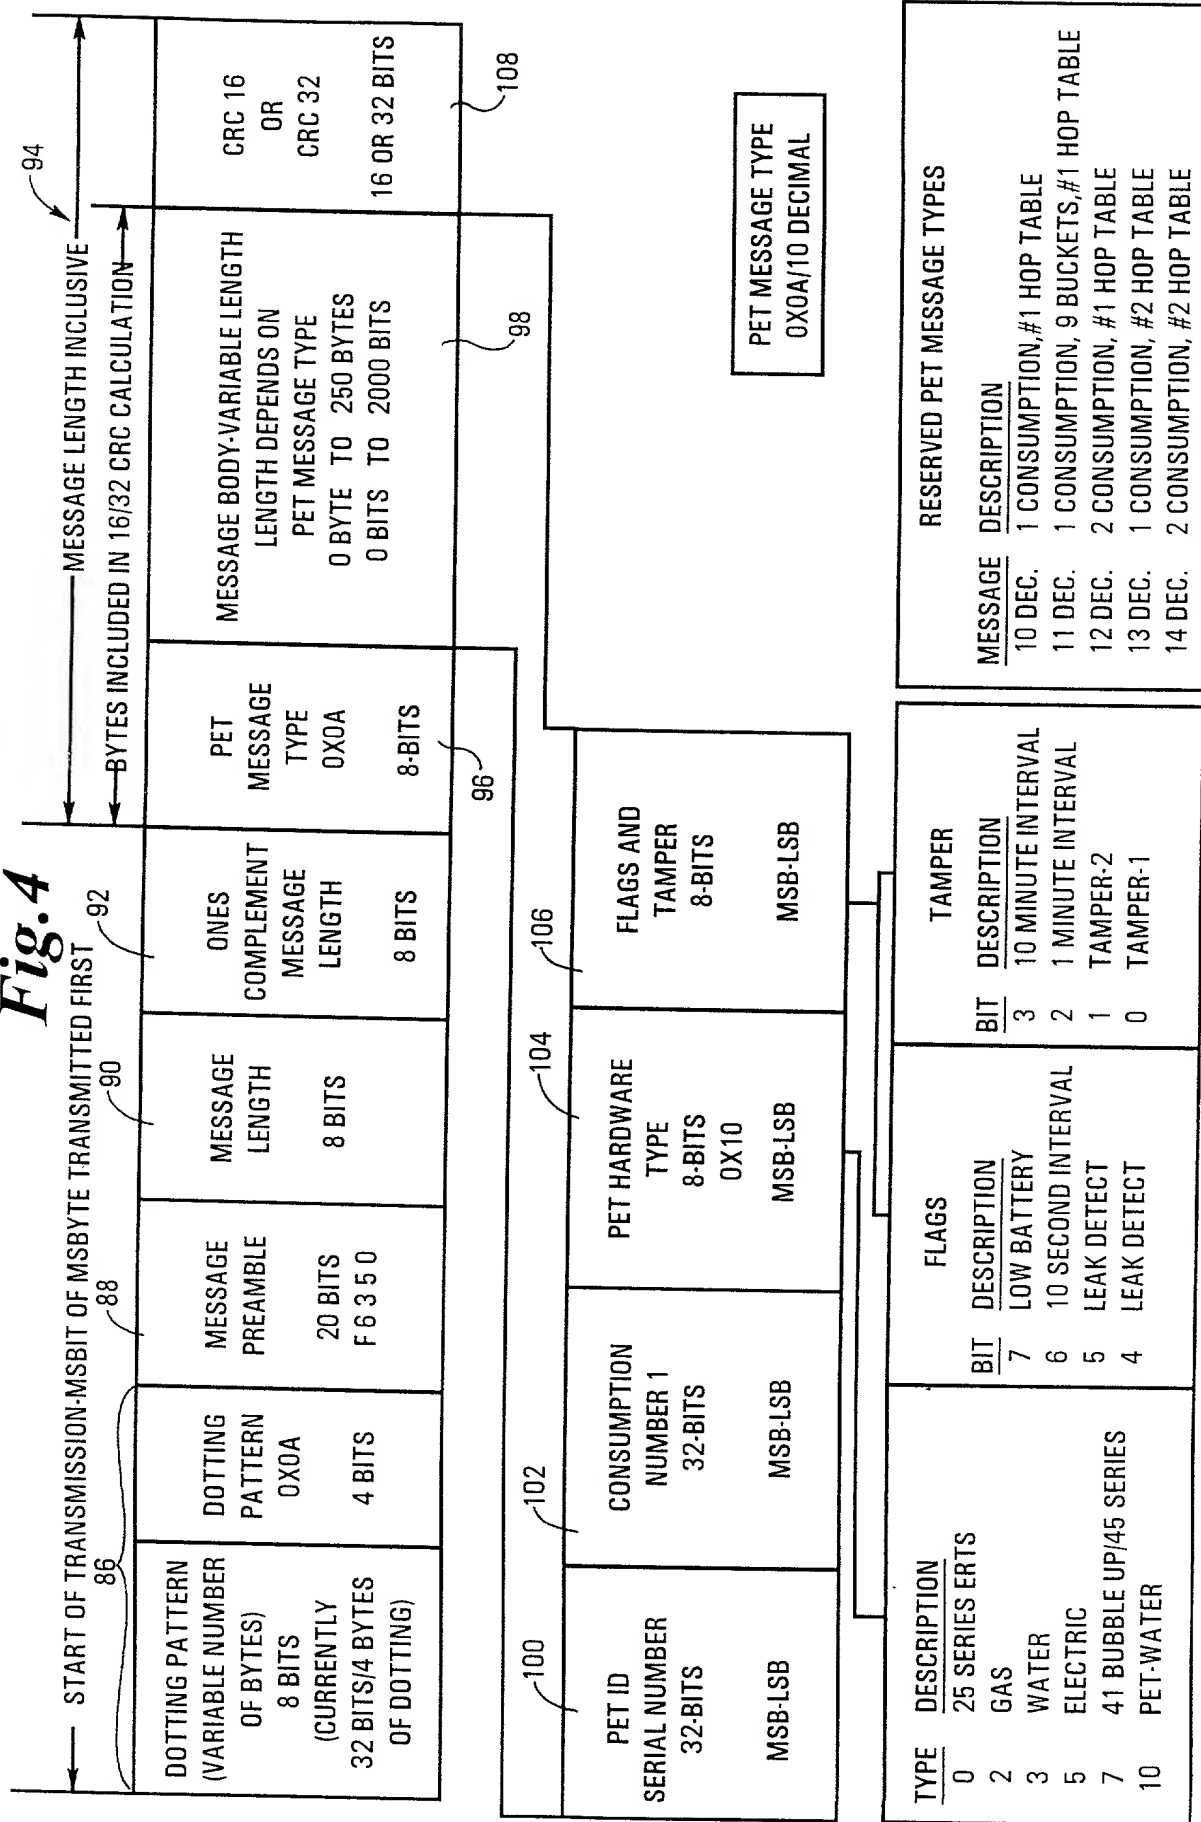 Fig.4
START OF TRANSMISSION-MSBIT OF MSBYTE TRANSMITTED FIRST
94
MESSAGE LENGTH INCLUSIVE
BYTES INCLUDED IN 16/32 CRC CALCULATION
86
88
90
92
DOTTING PATTERN
(VARIABLE NUMBER
OF BYTES)
8 BITS
(CURRENTLY
32 BITS/4 BYTES
OF DOTTING)
DOTTING
PATTERN
0X0A
4 BITS
MESSAGE
PREAMBLE
20 BITS
F 6 3 5 0
MESSAGE
LENGTH
8 BITS
ONES
COMPLEMENT
MESSAGE
LENGTH
8 BITS
PET
MESSAGE
TYPE
0X0A
8-BITS
96
MESSAGE BODY-VARIABLE LENGTH
LENGTH DEPENDS ON
PET MESSAGE TYPE
0 BYTE TO 250 BYTES
0 BITS TO 2000 BITS
98
CRC 16
OR
CRC 32
16 OR 32 BITS
108
100
PET ID
SERIAL NUMBER
32-BITS
MSB-LSB
102
CONSUMPTION
NUMBER 1
32-BITS
MSB-LSB
104
PET HARDWARE
TYPE
8-BITS
0X10
MSB-LSB
106
FLAGS AND
TAMPER
8-BITS
MSB-LSB
PET MESSAGE TYPE
0X0A/10 DECIMAL
TYPE DESCRIPTION
0 25 SERIES ERTS
2 GAS
3 WATER
5 ELECTRIC
7 41 BUBBLE UP/45 SERIES
10 PET-WATER
FLAGS
BIT DESCRIPTION
7 LOW BATTERY
6 10 SECOND INTERVAL
5 LEAK DETECT
4 LEAK DETECT
TAMPER
BIT DESCRIPTION
3 10 MINUTE INTERVAL
2 1 MINUTE INTERVAL
1 TAMPER-2
0 TAMPER-1
RESERVED PET MESSAGE TYPES
MESSAGE DESCRIPTION
10 DEC. 1 CONSUMPTION,#1 HOP TABLE
11 DEC. 1 CONSUMPTION, 9 BUCKETS,#1 HOP TABLE
12 DEC. 2 CONSUMPTION, #1 HOP TABLE
13 DEC. 1 CONSUMPTION, #2 HOP TABLE
14 DEC. 2 CONSUMPTION, #2 HOP TABLE